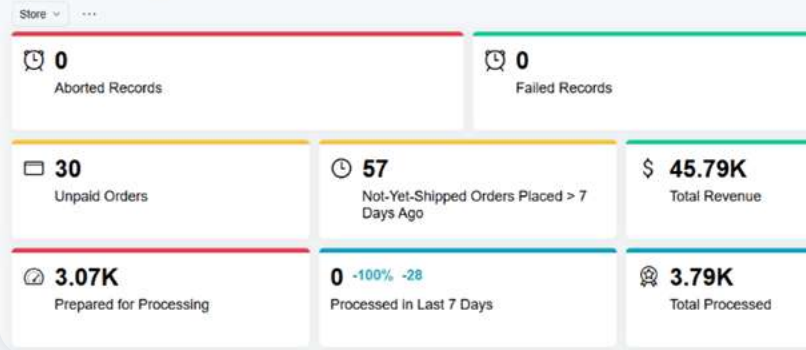 Store
0
Aborted Records
0
Failed Records
30
Unpaid Orders
57
Not-Yet-Shipped Orders Placed > 7
Days Ago
$ 45.79K
Total Revenue
3.07K
Prepared for Processing
0 -100% -28
Processed in Last 7 Days
3.79K
Total Processed